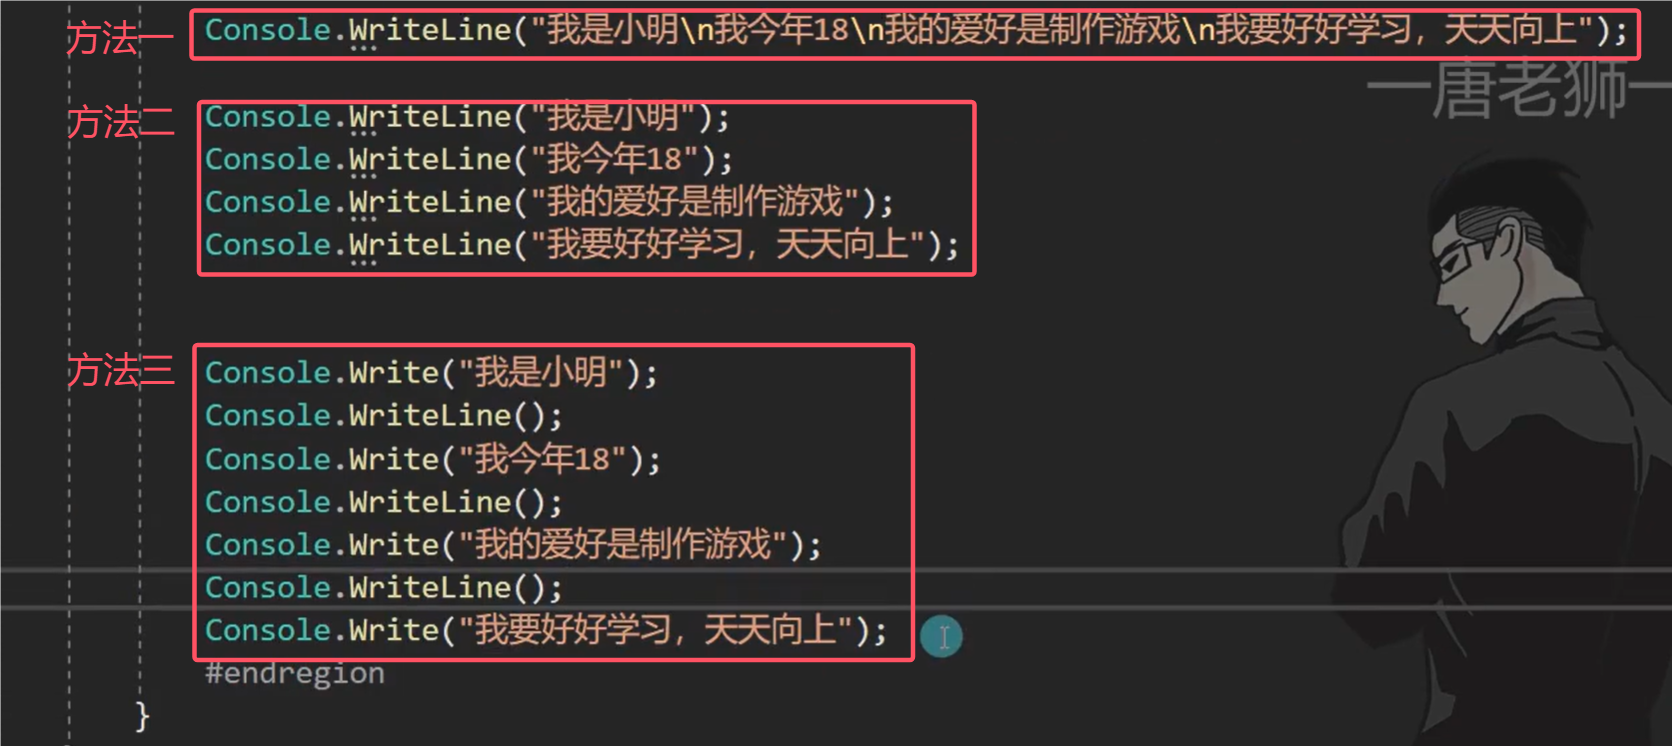 方法一
Console.WriteLine("我是小明\n我今年18\n我的爱好是制作游戏\n我要好好学习，天天向上");
—唐老狮—
方法二
Console.WriteLine("我是小明");
Console.WriteLine("我今年18");
Console.WriteLine("我的爱好是制作游戏");
Console.WriteLine("我要好好学习，天天向上");
方法三
Console.Write("我是小明");
Console.WriteLine();
Console.Write("我今年18");
Console.WriteLine();
Console.Write("我的爱好是制作游戏");
Console.WriteLine();
Console.Write("我要好好学习，天天向上");
#endregion
}